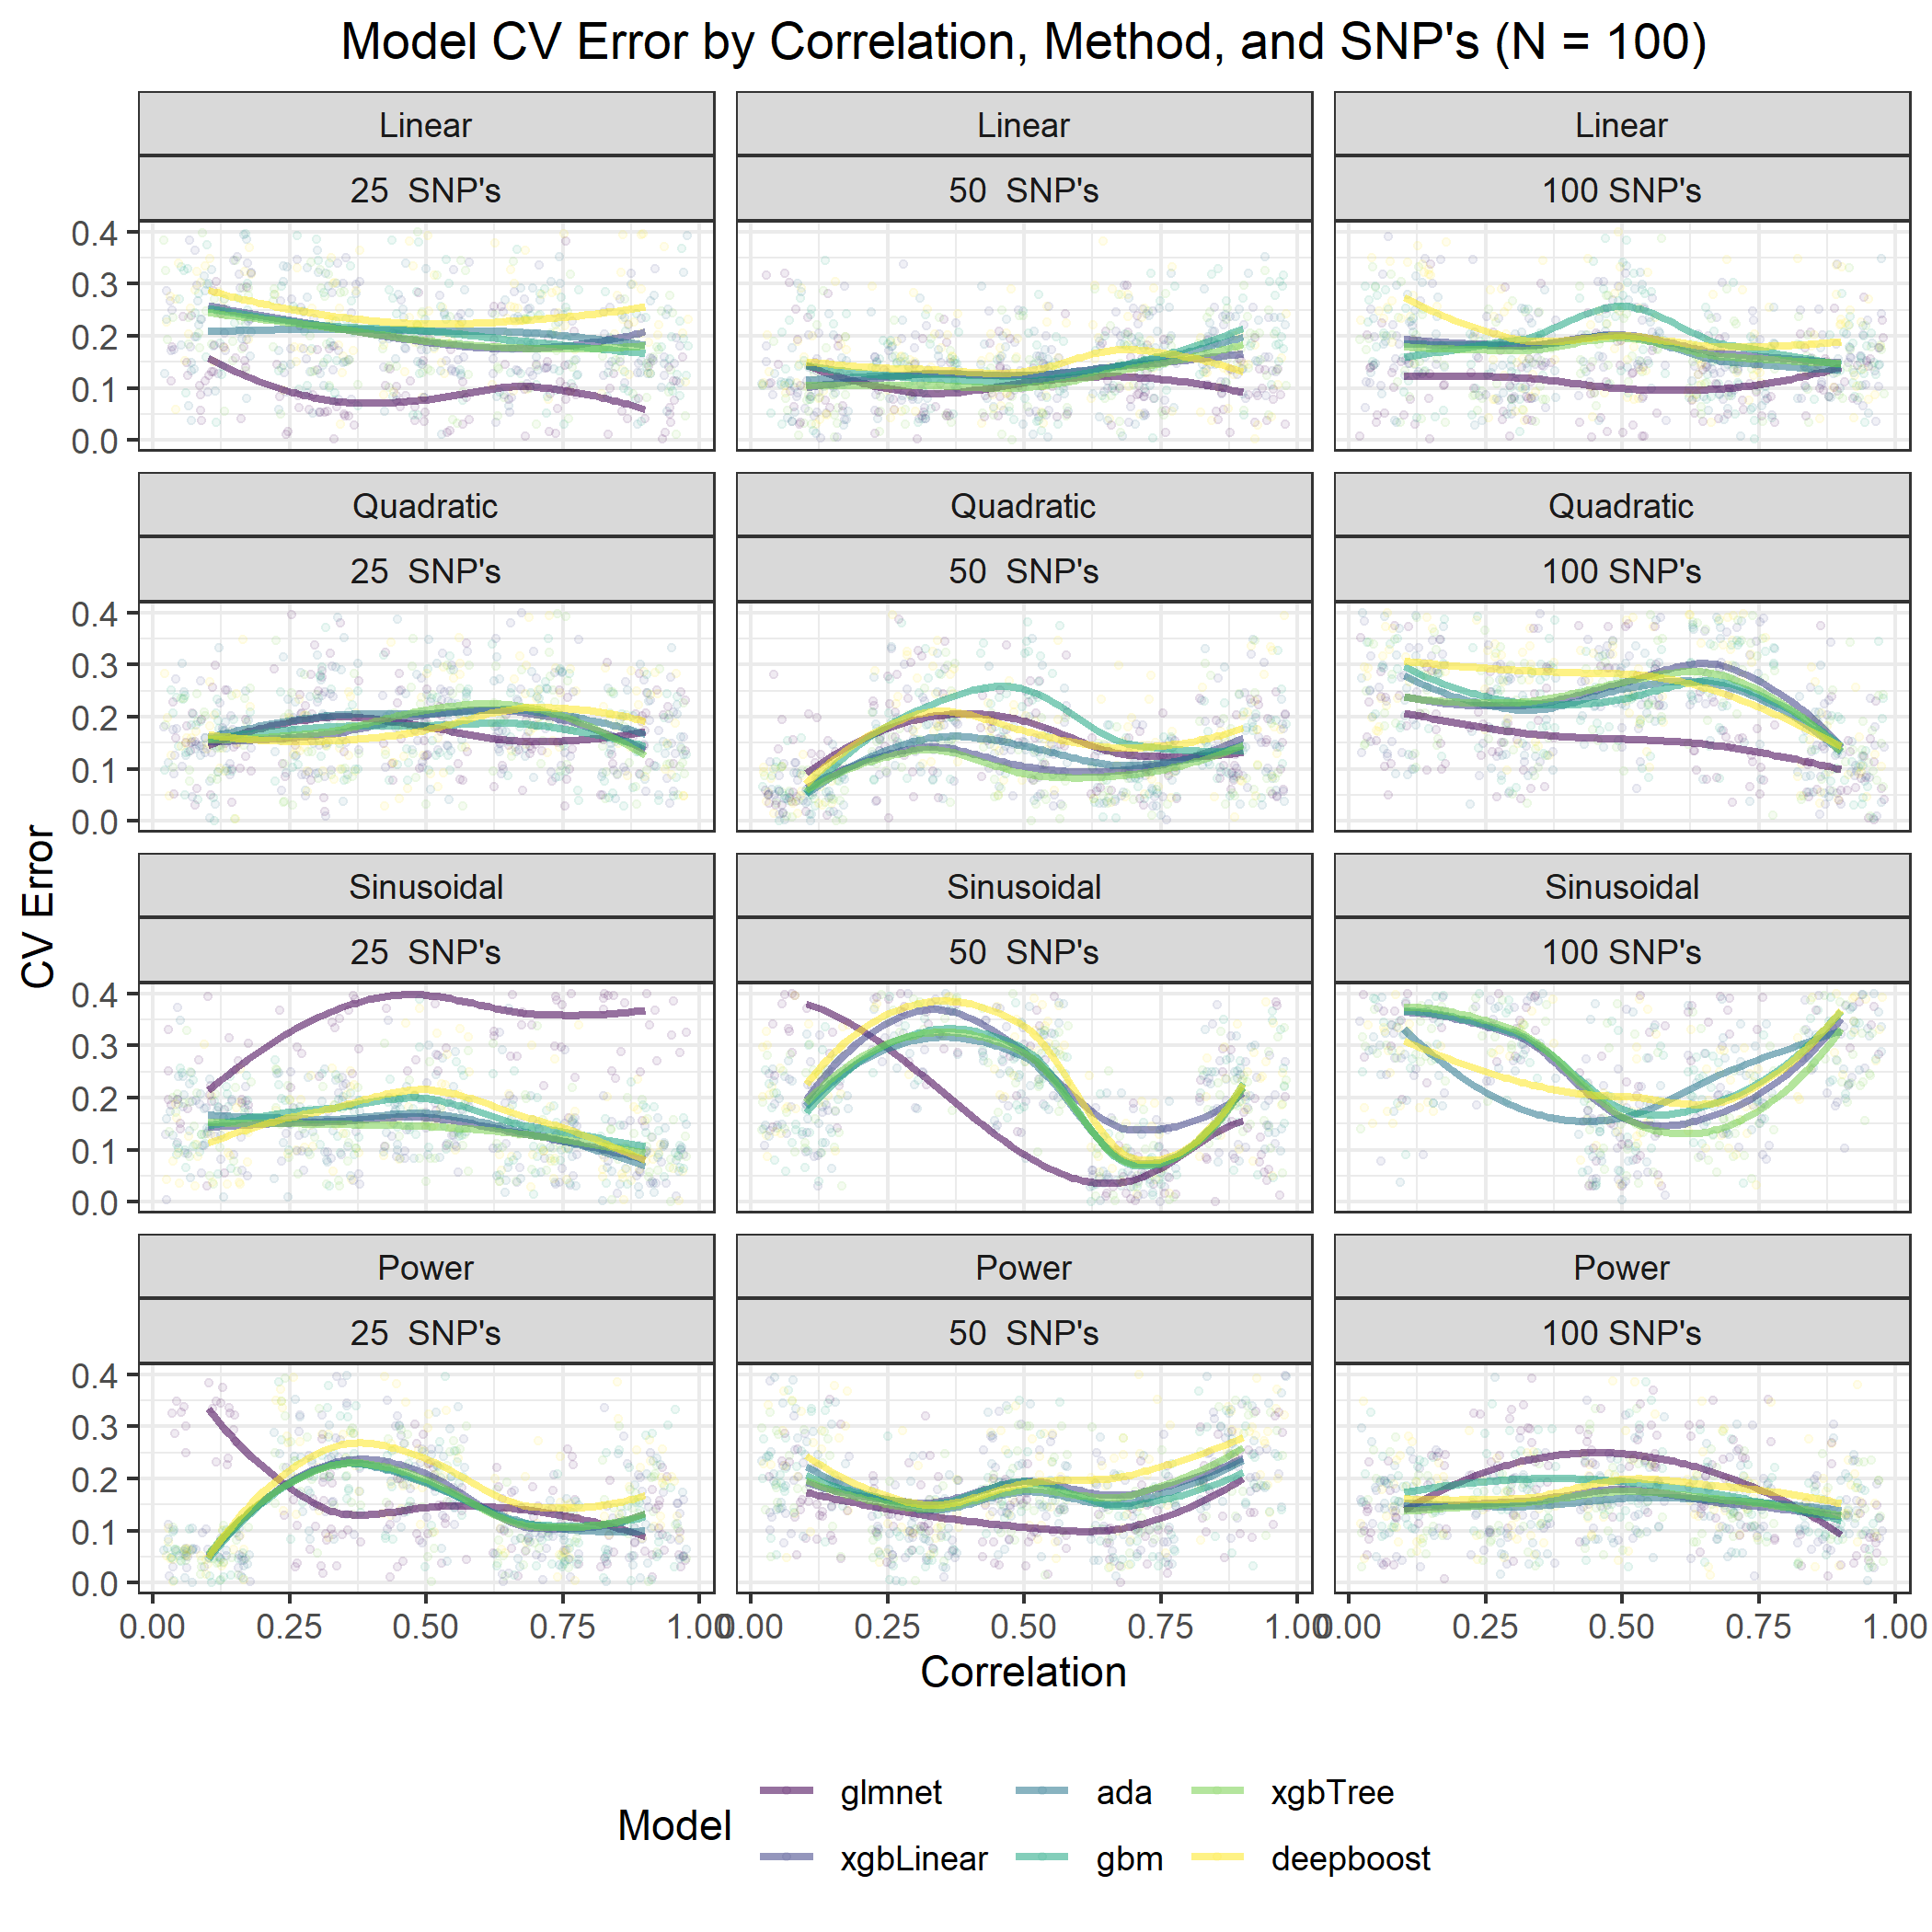 Model CV Error by Correlation, Method, and SNP's (N = 100)
Linear Linear Linear
25 SNP's 50 SNP's 100 SNP's
0.4
0.3
0.2
0.1
0.0
Quadratic Quadratic Quadratic
25 SNP's 50 SNP's 100 SNP's
0.4
0.3
0.2
0.1
0.0
CV Error
Sinusoidal Sinusoidal Sinusoidal
25 SNP's 50 SNP's 100 SNP's
0.4
0.3
0.2
0.1
0.0
Power Power Power
25 SNP's 50 SNP's 100 SNP's
0.4
0.3
0.2
0.1
0.0
0.00 0.25 0.50 0.75 1.00 0.00 0.25 0.50 0.75 1.00 0.00 0.25 0.50 0.75 1.00
Correlation
Model
glmnet ada xgbTree
xgbLinear gbm deepboost